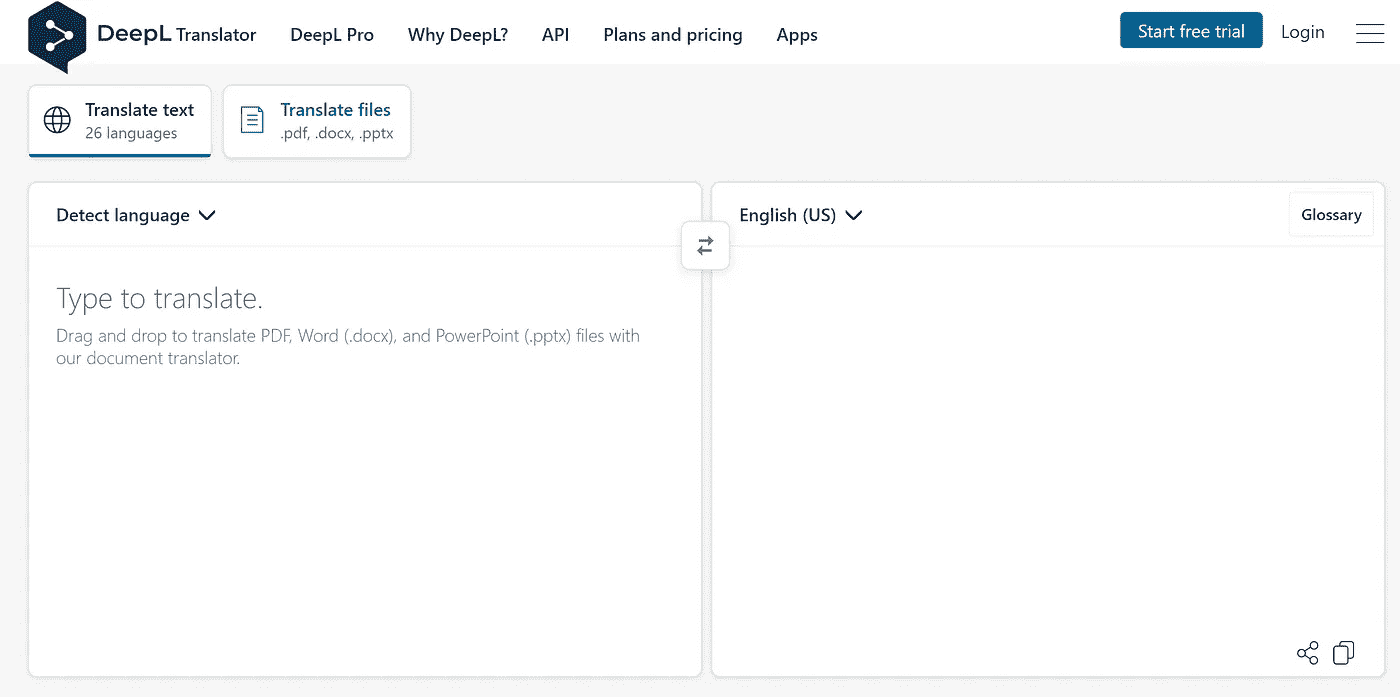 DeepL Translator DeepL Pro Why DeepL? API Plans and pricing Apps Start free trial Login
Translate text
26 languages
Translate files
.pdf, .docx, .pptx
Detect language
English (US)
Glossary
Type to translate.
Drag and drop to translate PDF, Word (.docx), and PowerPoint (.pptx) files with
our document translator.